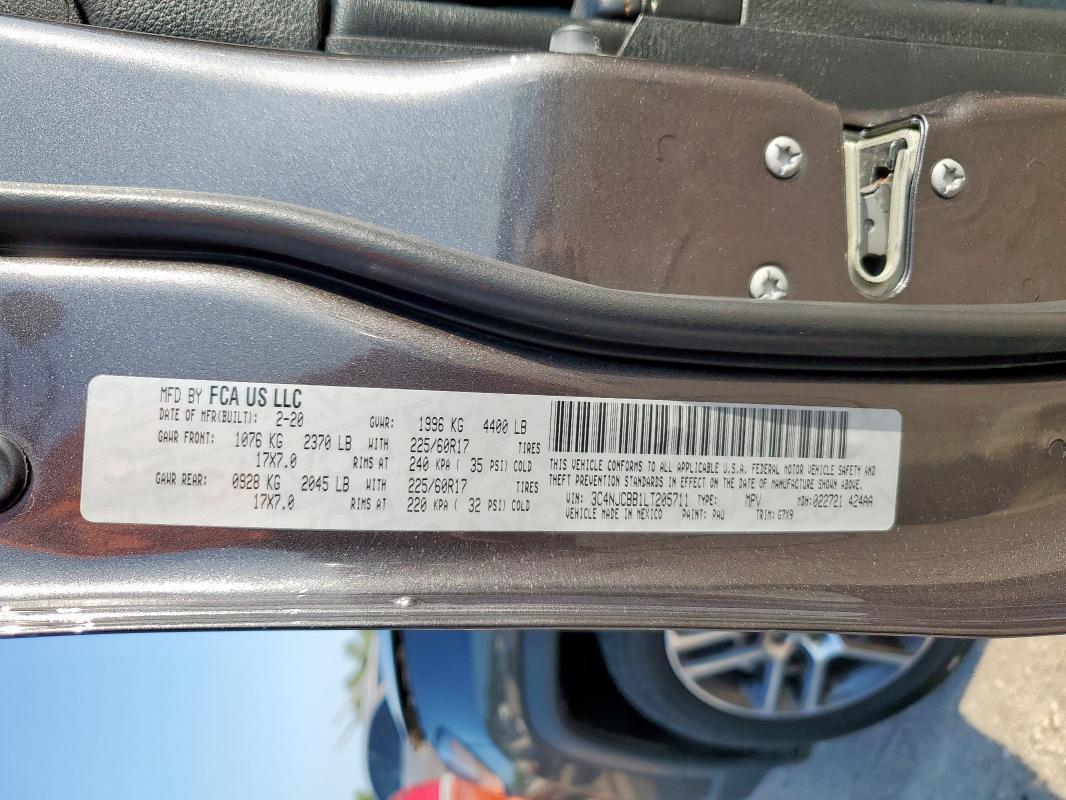 MFD BY FCA US LLC
DATE OF MFR(BUILT): 2-20 GVWR: 1996 KG 4400 LB
GAWR FRONT: 1076 KG 2370 LB WITH 225/60R17 TIRES
17X7.0 RIMS AT 240 KPA ( 35 PSI) COLD
GAWR REAR: 0928 KG 2045 LB WITH 225/60R17 TIRES
17X7.0 RIMS AT 220 KPA ( 32 PSI) COLD
THIS VEHICLE CONFORMS TO ALL APPLICABLE U.S.A. FEDERAL MOTOR VEHICLE SAFETY AND
THEFT PREVENTION STANDARDS IN EFFECT ON THE DATE OF MANUFACTURE SHOWN ABOVE.
VIN: 3C4NJCBB1LT205711 TYPE: MPV MDH: 022721 424AA
VEHICLE MADE IN MEXICO PAINT: PAU TRIM: G7X9